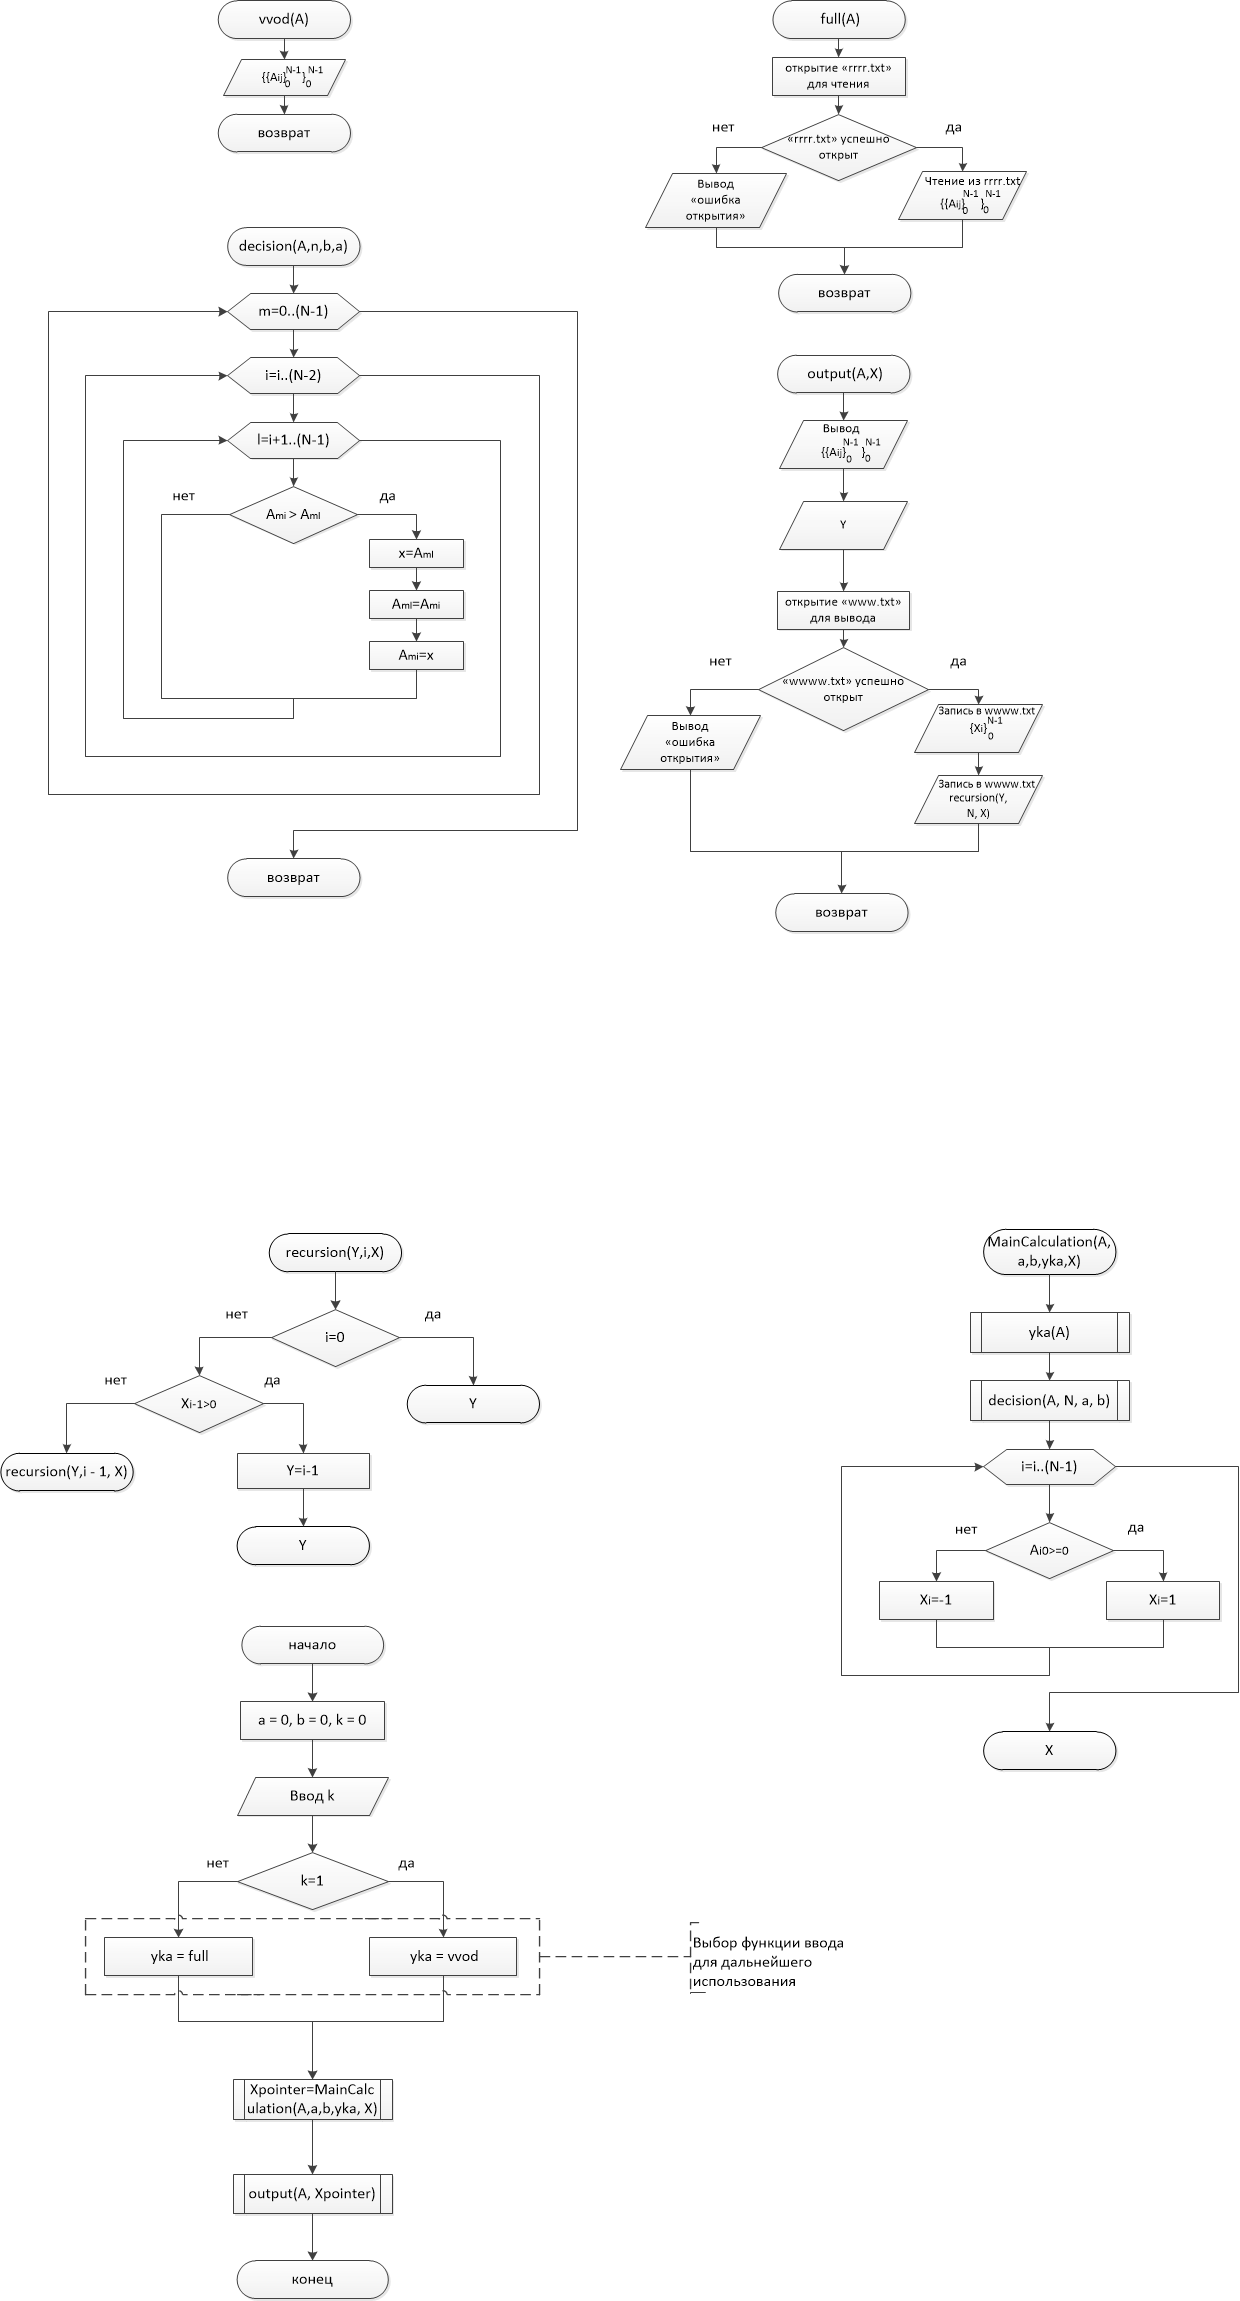 vvod(A)
{{Aij}₀ᴺ⁻¹}₀ᴺ⁻¹
возврат
full(A)
открытие «rrrr.txt»
для чтения
«rrrr.txt» успешно
открыт
нет
да
Вывод
«ошибка
открытия»
Чтение из rrrr.txt
{{Aij}₀ᴺ⁻¹}₀ᴺ⁻¹
возврат
decision(A,n,b,a)
m=0..(N-1)
i=i..(N-2)
l=i+1..(N-1)
нет
да
Ami > Aml
x=Aml
Aml=Ami
Ami=x
возврат
output(A,X)
Вывод
{{Aij}₀ᴺ⁻¹}₀ᴺ⁻¹
Y
открытие «www.txt»
для вывода
нет
да
«wwww.txt» успешно
открыт
Вывод
«ошибка
открытия»
Запись в wwww.txt
{Xi}₀ᴺ⁻¹
Запись в wwww.txt
recursion(Y,
N, X)
возврат
recursion(Y,i,X)
нет
да
i=0
Y
нет
да
Xi-1>0
recursion(Y,i - 1, X)
Y=i-1
Y
MainCalculation(A,
a,b,yka,X)
yka(A)
decision(A, N, a, b)
i=i..(N-1)
нет
да
Ai0>=0
Xi=-1
Xi=1
X
начало
a = 0, b = 0, k = 0
Ввод k
нет
да
k=1
yka = full
yka = vvod
Выбор функции ввода
для дальнейшего
использования
Xpointer=MainCalc
ulation(A,a,b,yka, X)
output(A, Xpointer)
конец